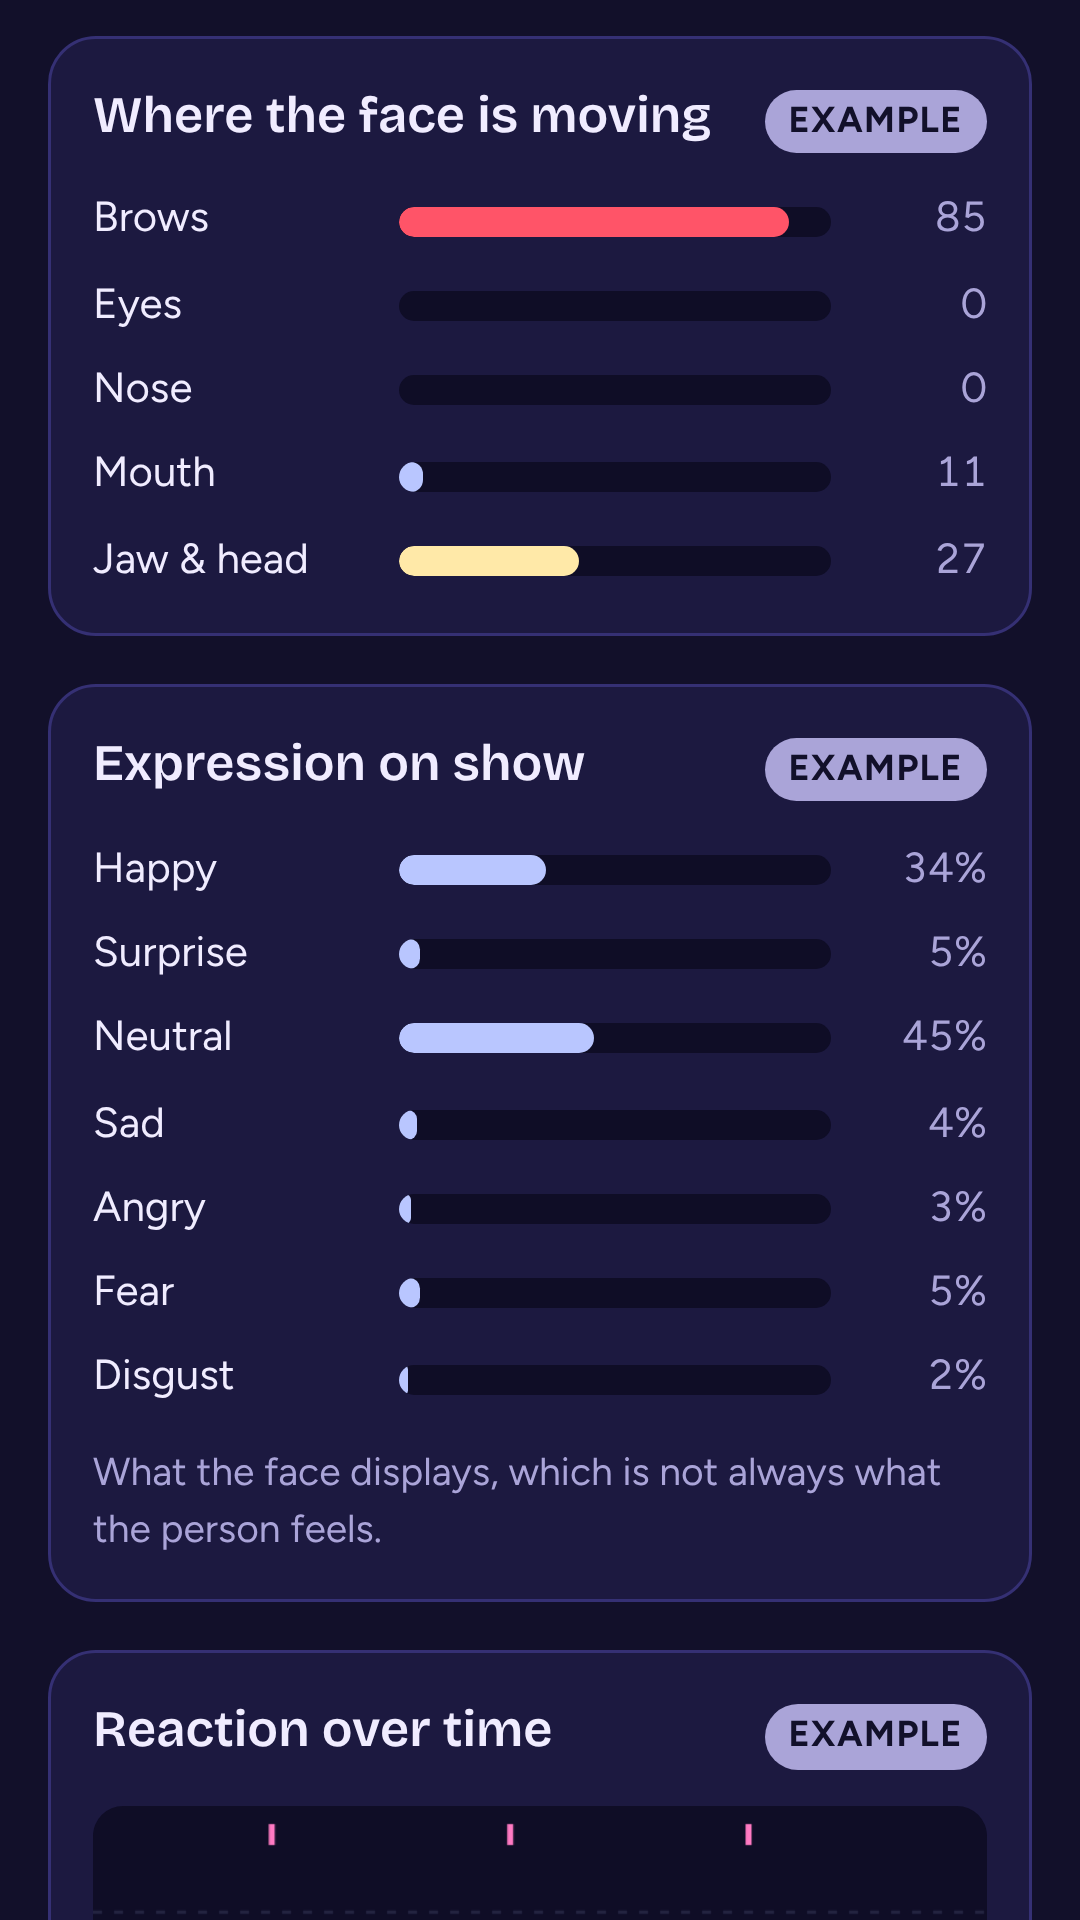 Where the face is moving EXAMPLE
Brows 85
Eyes 0
Nose 0
Mouth 11
Jaw & head 27
Expression on show EXAMPLE
Happy 34%
Surprise 5%
Neutral 45%
Sad 4%
Angry 3%
Fear 5%
Disgust 2%
What the face displays, which is not always what
the person feels.
Reaction over time EXAMPLE